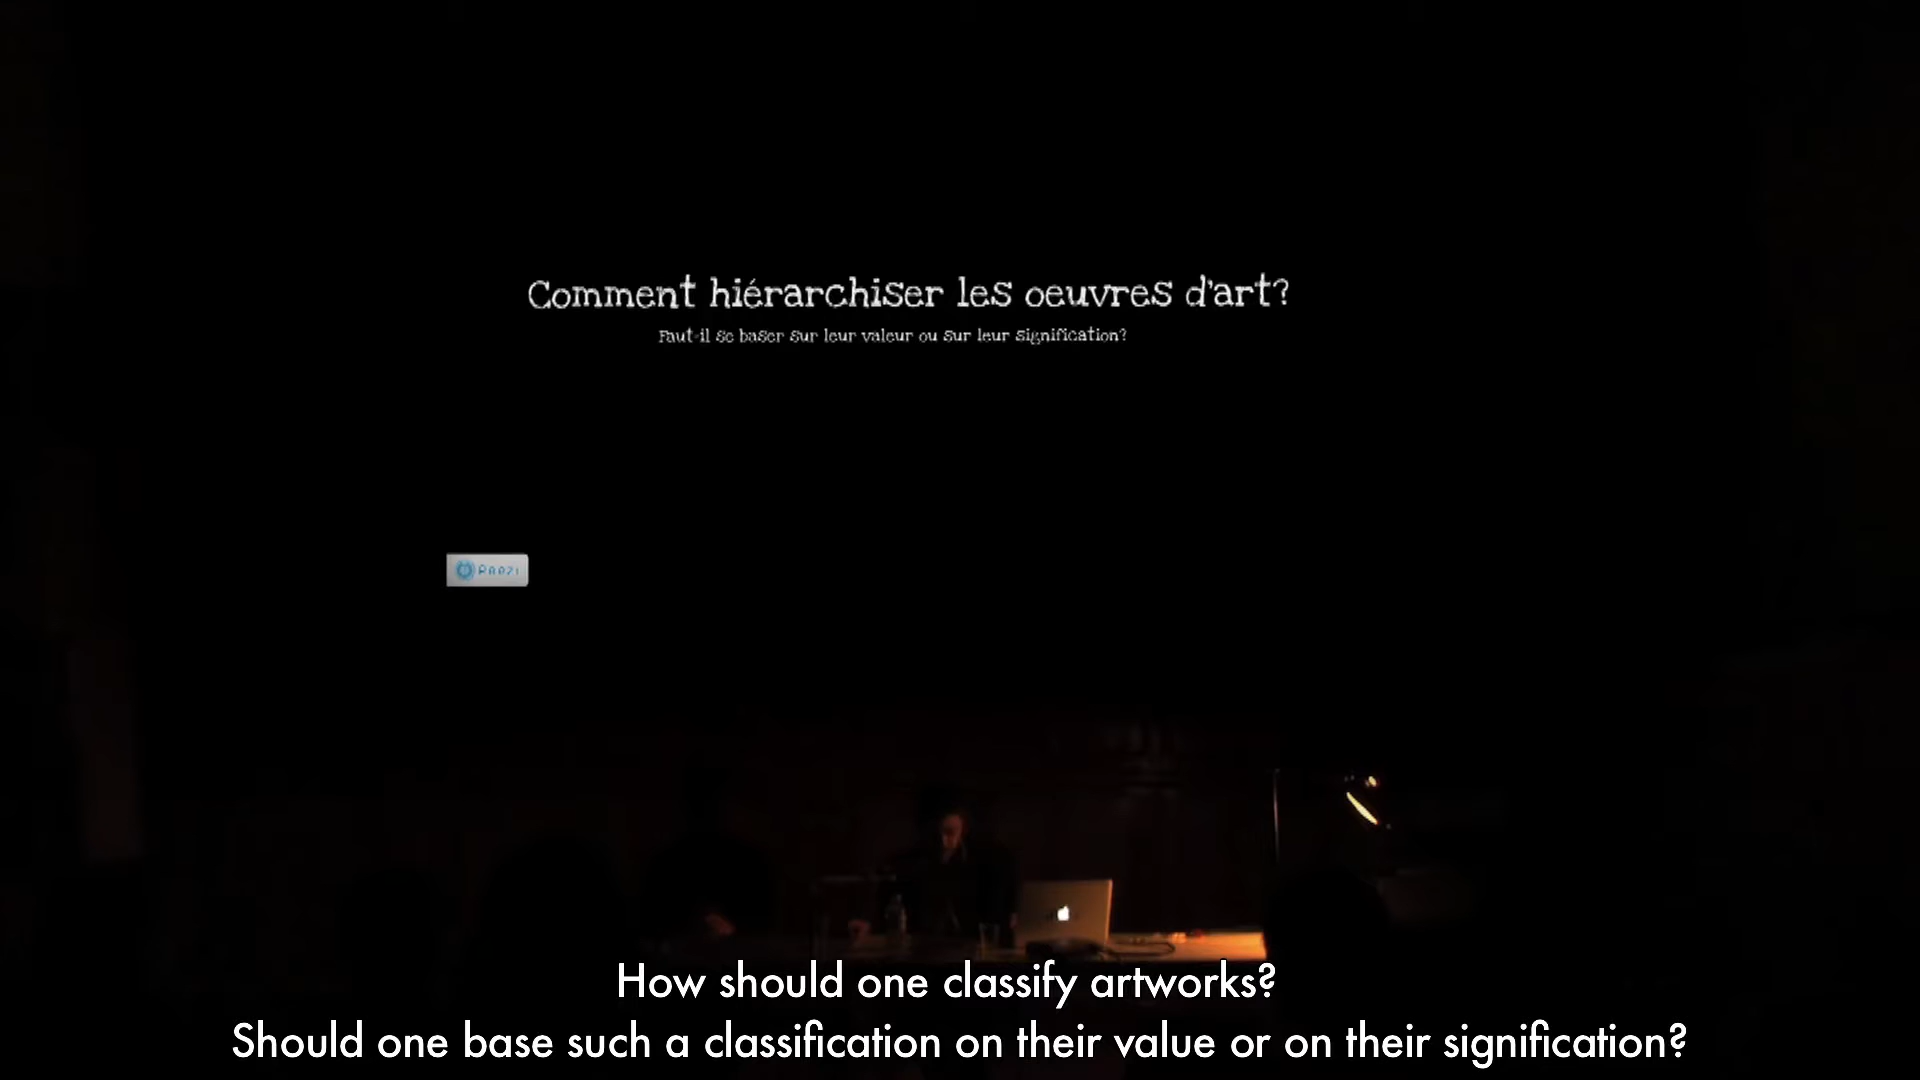 Comment hiérarchiser les oeuvres d'art?
Faut-il se baser sur leur valeur ou sur leur signification?
How should one classify artworks?
Should one base such a classification on their value or on their signification?